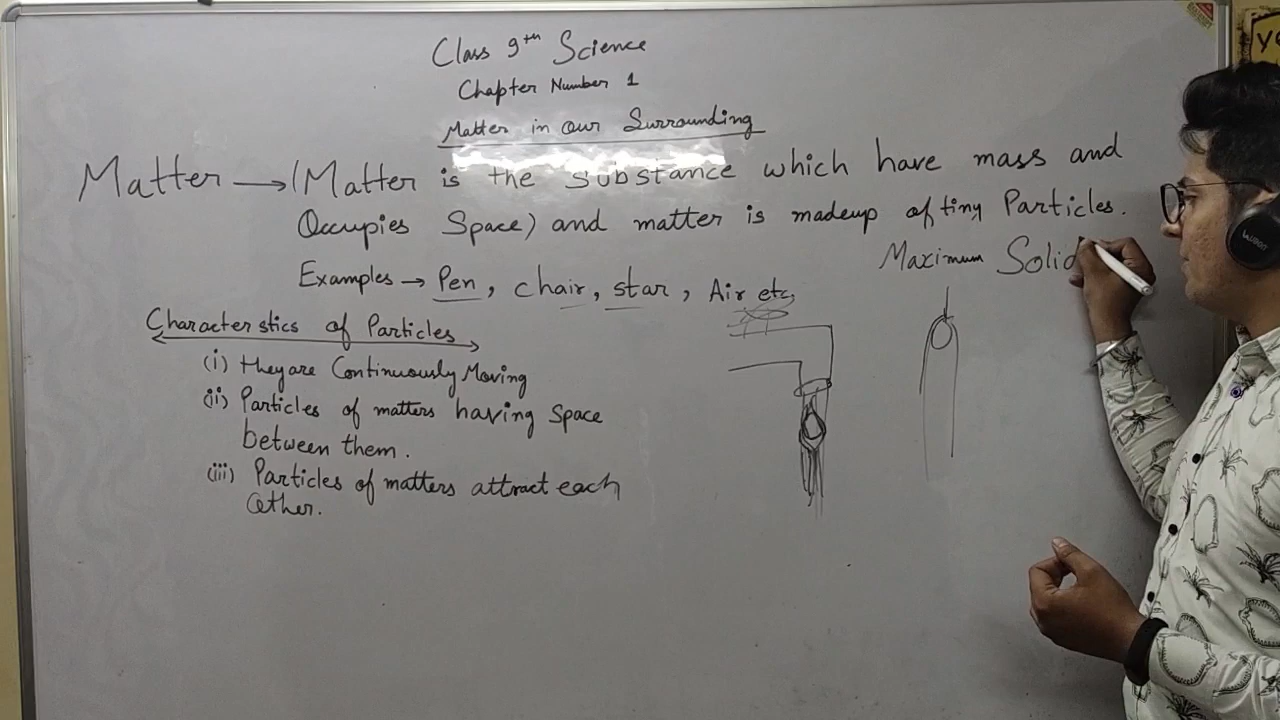 Class 9th Science
Chapter Number 1
Matter in our Surrounding
Matter → (Matter is the substance which have mass and
Occupies Space) and matter is madeup of tiny Particles.
Maximum Solid
Examples → Pen, chair, star, Air etc,
Characterstics of Particles
(i) they are Continuously Moving
(ii) Particles of matters having space
between them.
(iii) Particles of matters attract each
Other.